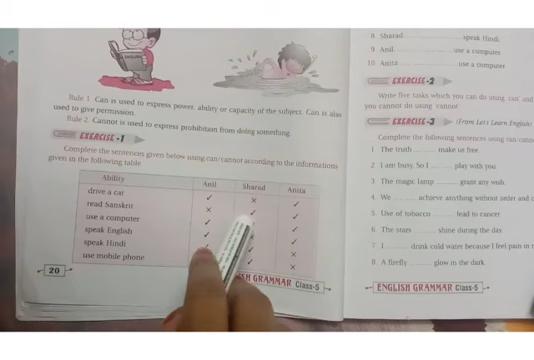 Rule 1 Can is used to express power, ability or capacity of the subject. Can is also
used to give permission.
Rule 2. Cannot is used to express prohibition from doing something.
EXERCISE -1
Complete the sentences given below using can/cannot according to the informations
given in the following table
Ability Anil Sharad Anita
drive a car ✓ × ✓
read Sanskrit × ✓ ✓
use a computer ✓ ✓
speak English ✓ ✓
speak Hindi ✓ ×
use mobile phone ✓ ×
20
SH GRAMMAR Class-5
8 Sharad ............ speak Hindi
9 Anil ............ use a computer
10 Anita ............ use a computer
EXERCISE-2
Write five tasks which you can do using 'can' and
you cannot do using 'cannot'
EXERCISE-3 (From Let's Learn English)
Complete the following sentences using can/
1 The truth ........ make us free.
2 I am busy. So I ........ play with you
3 The magic lamp ........ grant any wish.
4 We ........ achieve anything without order and
5 Use of tobacco ........ lead to cancer
6 The stars ........ shine during the day
7 I ........ drink cold water because I feel pain in
8 A firefly ........ glow in the dark
ENGLISH GRAMMAR Class-5